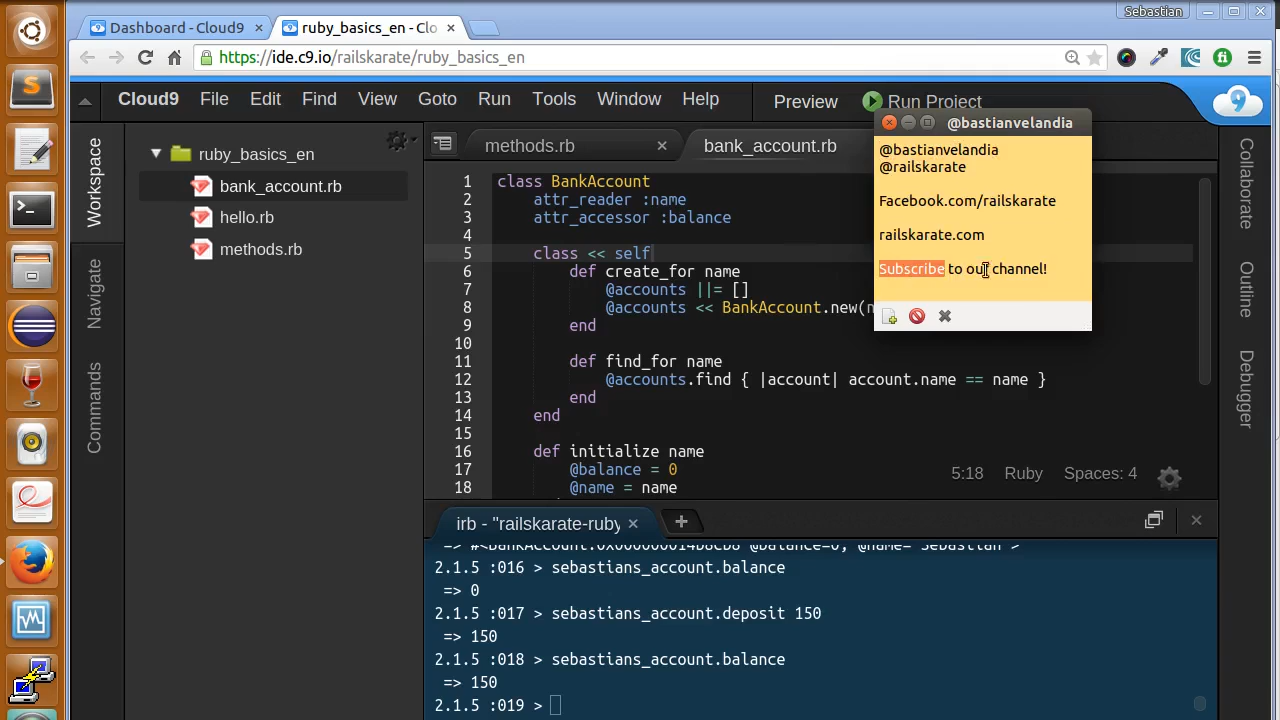 Sebastian
Dashboard - Cloud9
ruby_basics_en - Clo
https://ide.c9.io/railskarate/ruby_basics_en
Cloud9 File Edit Find View Goto Run Tools Window Help Preview Run Project
Workspace
Navigate
Commands
ruby_basics_en
bank_account.rb
hello.rb
methods.rb
methods.rb
bank_account.rb
1 class BankAccount
2 attr_reader :name
3 attr_accessor :balance
4
5 class << self
6 def create_for name
7 @accounts ||= []
8 @accounts << BankAccount.new(
9 end
10
11 def find_for name
12 @accounts.find { |account| account.name == name }
13 end
14 end
15
16 def initialize name
17 @balance = 0
18 @name = name
5:18 Ruby Spaces: 4
@bastianvelandia
@bastianvelandia
@railskarate
Facebook.com/railskarate
railskarate.com
Subscribe to our channel!
Collaborate
Outline
Debugger
irb - "railskarate-ruby
2.1.5 :016 > sebastians_account.balance
=> 0
2.1.5 :017 > sebastians_account.deposit 150
=> 150
2.1.5 :018 > sebastians_account.balance
=> 150
2.1.5 :019 >